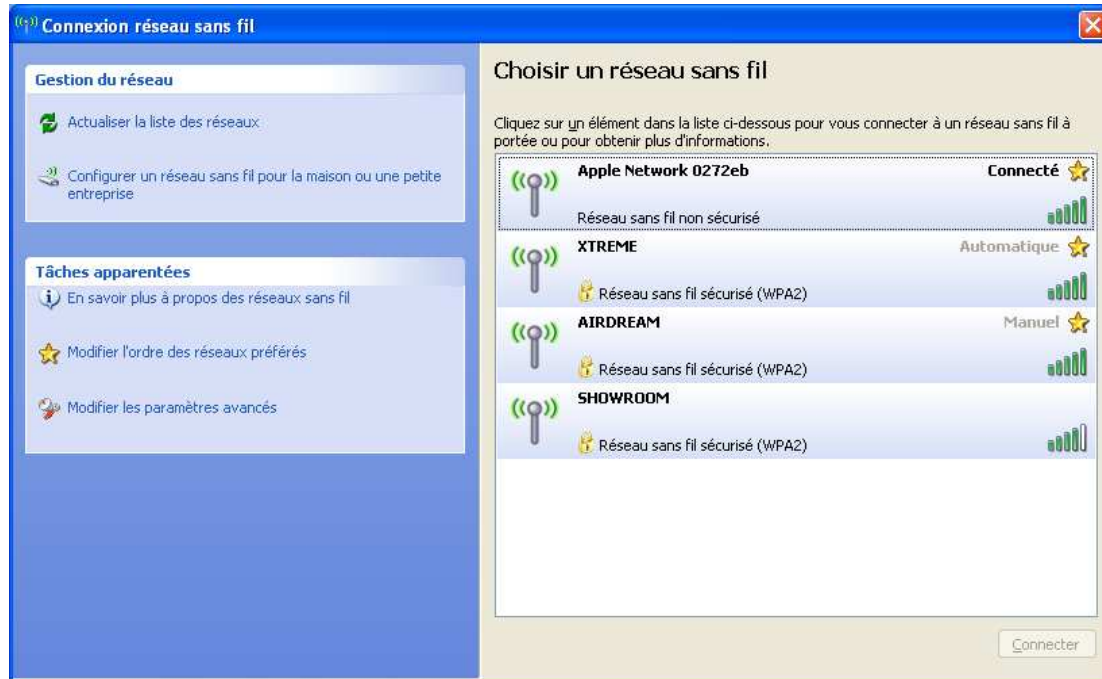 Connexion réseau sans fil
Gestion du réseau
Actualiser la liste des réseaux
Configurer un réseau sans fil pour la maison ou une petite
entreprise
Tâches apparentées
En savoir plus à propos des réseaux sans fil
Modifier l'ordre des réseaux préférés
Modifier les paramètres avancés
Choisir un réseau sans fil
Cliquez sur un élément dans la liste ci-dessous pour vous connecter à un réseau sans fil à
portée ou pour obtenir plus d'informations.
Apple Network 0272eb Connecté
Réseau sans fil non sécurisé
XTREME Automatique
Réseau sans fil sécurisé (WPA2)
AIRDREAM Manuel
Réseau sans fil sécurisé (WPA2)
SHOWROOM
Réseau sans fil sécurisé (WPA2)
Connecter